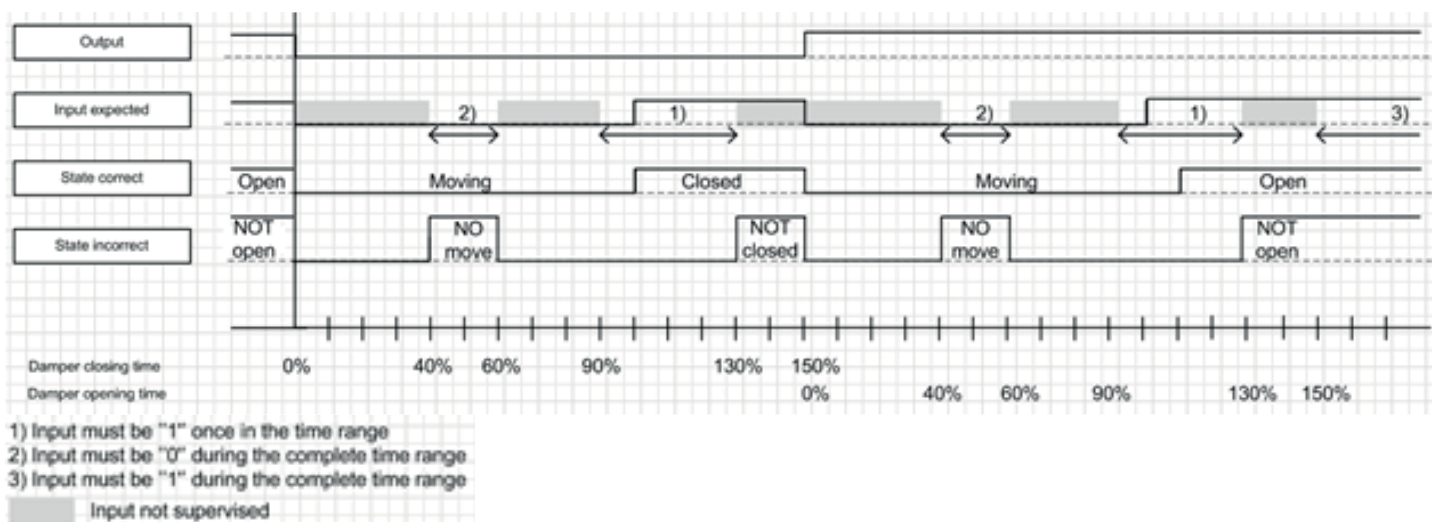 Output
Input expected 2) 1) 2) 1) 3)
State correct Open Moving Closed Moving Open
State incorrect NOT open NO move NOT closed NO move NOT open
Damper closing time 0% 40% 60% 90% 130% 150%
Damper opening time 0% 40% 60% 90% 130% 150%
1) Input must be "1" once in the time range
2) Input must be "0" during the complete time range
3) Input must be "1" during the complete time range
Input not supervised